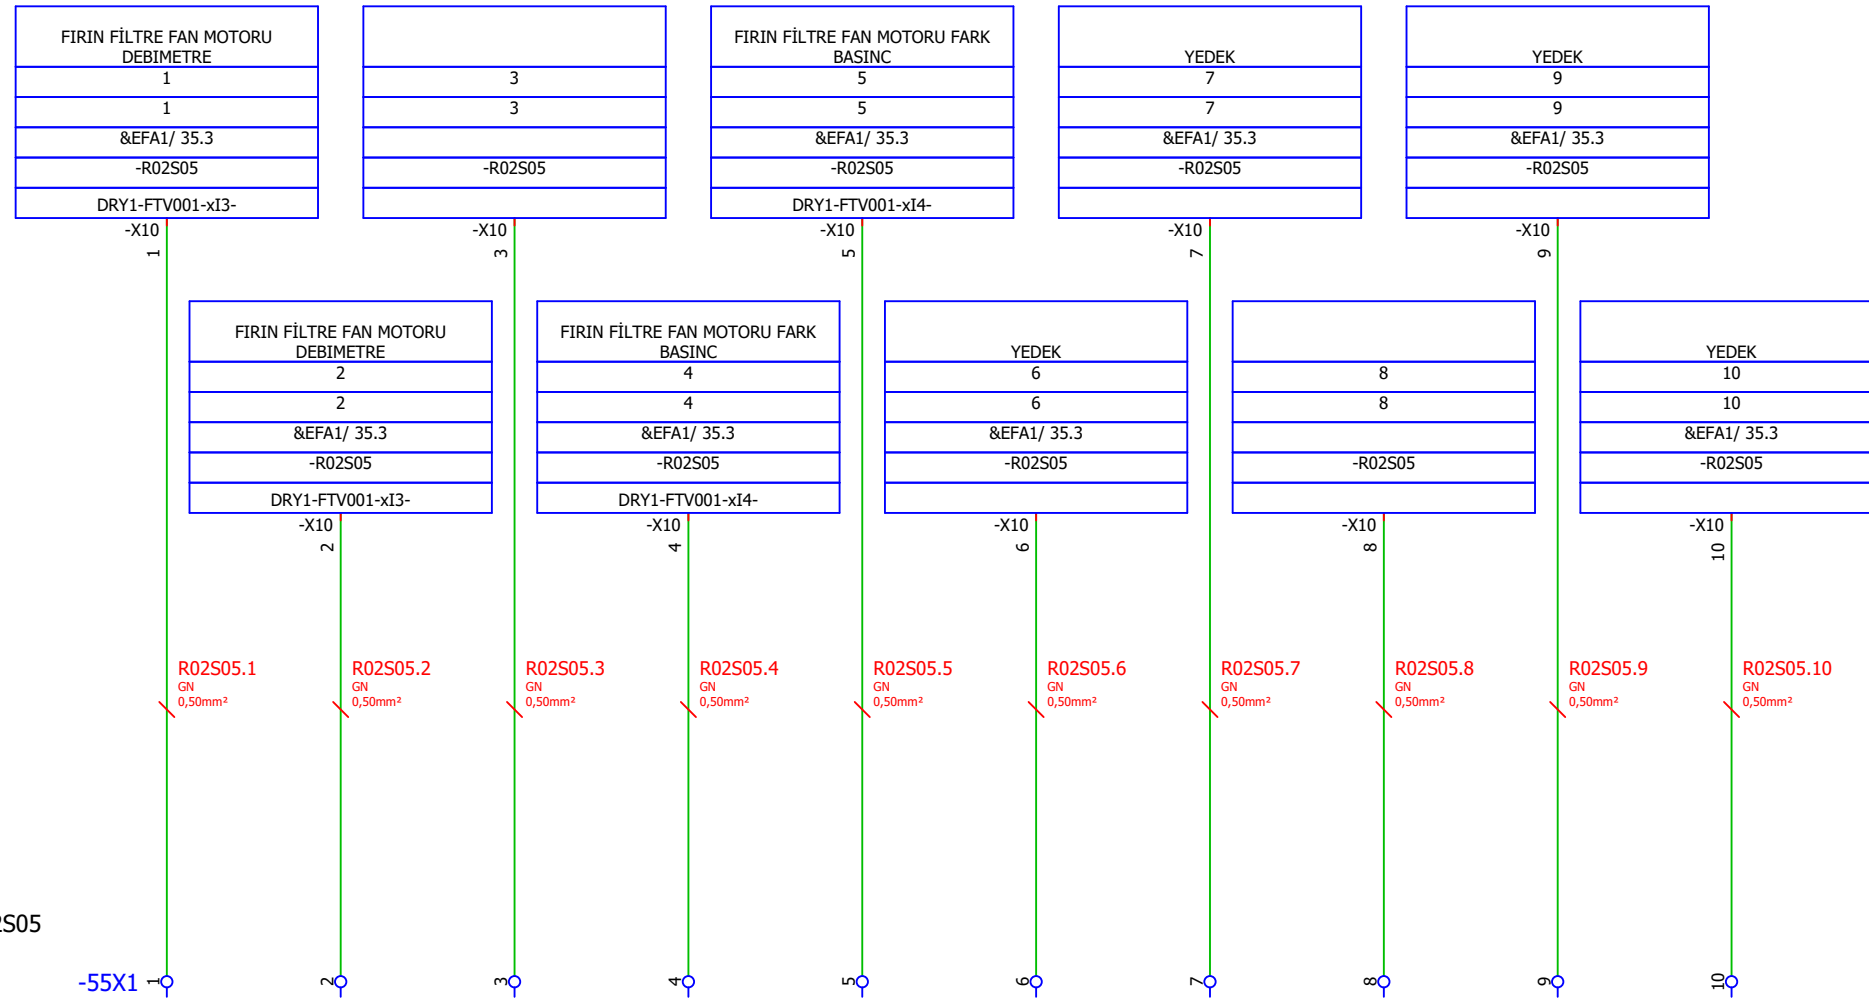 FIRIN FİLTRE FAN MOTORU
DEBIMETRE
1
1
&EFA1/ 35.3
-R02S05
DRY1-FTV001-xI3-
-X10
1
3
3
-R02S05
-X10
3
FIRIN FİLTRE FAN MOTORU FARK
BASINC
5
5
&EFA1/ 35.3
-R02S05
DRY1-FTV001-xI4-
-X10
5
YEDEK
7
7
&EFA1/ 35.3
-R02S05
-X10
7
YEDEK
9
9
&EFA1/ 35.3
-R02S05
-X10
9
FIRIN FİLTRE FAN MOTORU
DEBIMETRE
2
2
&EFA1/ 35.3
-R02S05
DRY1-FTV001-xI3-
-X10
2
FIRIN FİLTRE FAN MOTORU FARK
BASINC
4
4
&EFA1/ 35.3
-R02S05
DRY1-FTV001-xI4-
-X10
4
YEDEK
6
6
&EFA1/ 35.3
-R02S05
-X10
6
8
8
-R02S05
-X10
8
YEDEK
10
10
&EFA1/ 35.3
-R02S05
-X10
10
R02S05.1
GN
0,50mm²
R02S05.2
GN
0,50mm²
R02S05.3
GN
0,50mm²
R02S05.4
GN
0,50mm²
R02S05.5
GN
0,50mm²
R02S05.6
GN
0,50mm²
R02S05.7
GN
0,50mm²
R02S05.8
GN
0,50mm²
R02S05.9
GN
0,50mm²
R02S05.10
GN
0,50mm²
S05
-55X1
1
2
3
4
5
6
7
8
9
10